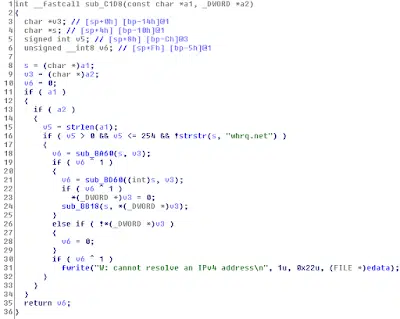 1 int __fastcall sub_C1D8(const char *a1, _DWORD *a2)
2 {
3 char *v3; // [sp+0h] [bp-14h]@1
4 char *s; // [sp+4h] [bp-10h]@1
5 signed int v5; // [sp+8h] [bp-Ch]@3
6 unsigned __int8 v6; // [sp+Fh] [bp-5h]@1
7
8 s = (char *)a1;
9 v3 = (char *)a2;
10 v6 = 0;
11 if ( a1 )
12 {
13 if ( a2 )
14 {
15 v5 = strlen(a1);
16 if ( v5 > 0 && v5 <= 254 && !strstr(s, "whrq.net") )
17 {
18 v6 = sub_BA60(s, v3);
19 if ( v6 ^ 1 )
20 {
21 v6 = sub_BD60((int)s, v3);
22 if ( v6 ^ 1 )
23 *(_DWORD *)v3 = 0;
24 sub_BB18(s, *(_DWORD *)v3);
25 }
26 else if ( !*(_DWORD *)v3 )
27 {
28 v6 = 0;
29 }
30 if ( v6 ^ 1 )
31 fwrite("W: cannot resolve an IPv4 address\n", 1u, 0x22u, (FILE *)edata);
32 }
33 }
34 }
35 return v6;
36 }